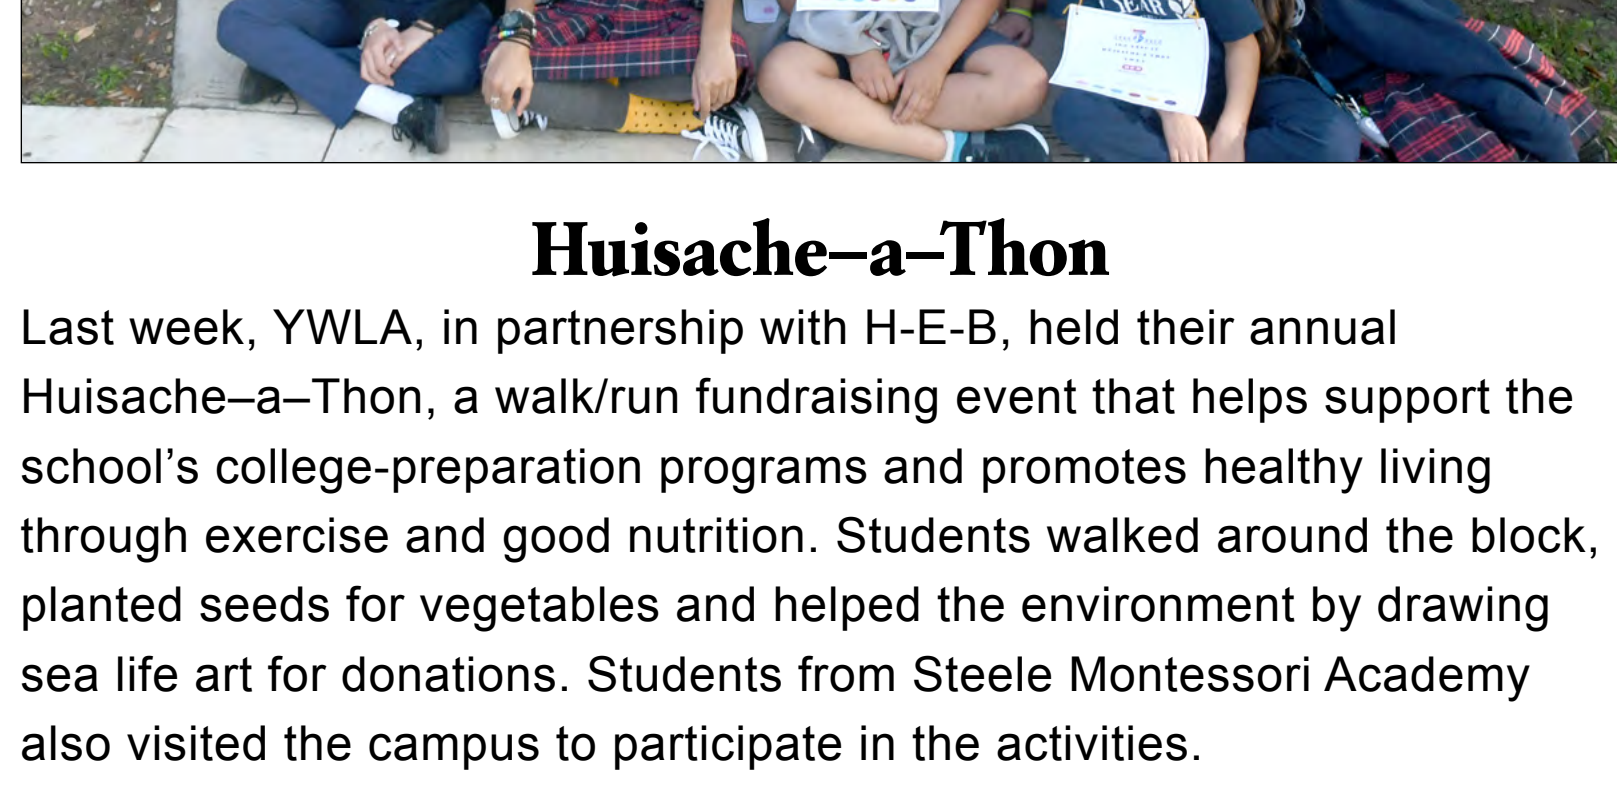 YEAR
Huisache–a–Thon
Last week, YWLA, in partnership with H-E-B, held their annual
Huisache–a–Thon, a walk/run fundraising event that helps support the
school’s college-preparation programs and promotes healthy living
through exercise and good nutrition. Students walked around the block,
planted seeds for vegetables and helped the environment by drawing
sea life art for donations. Students from Steele Montessori Academy
also visited the campus to participate in the activities.